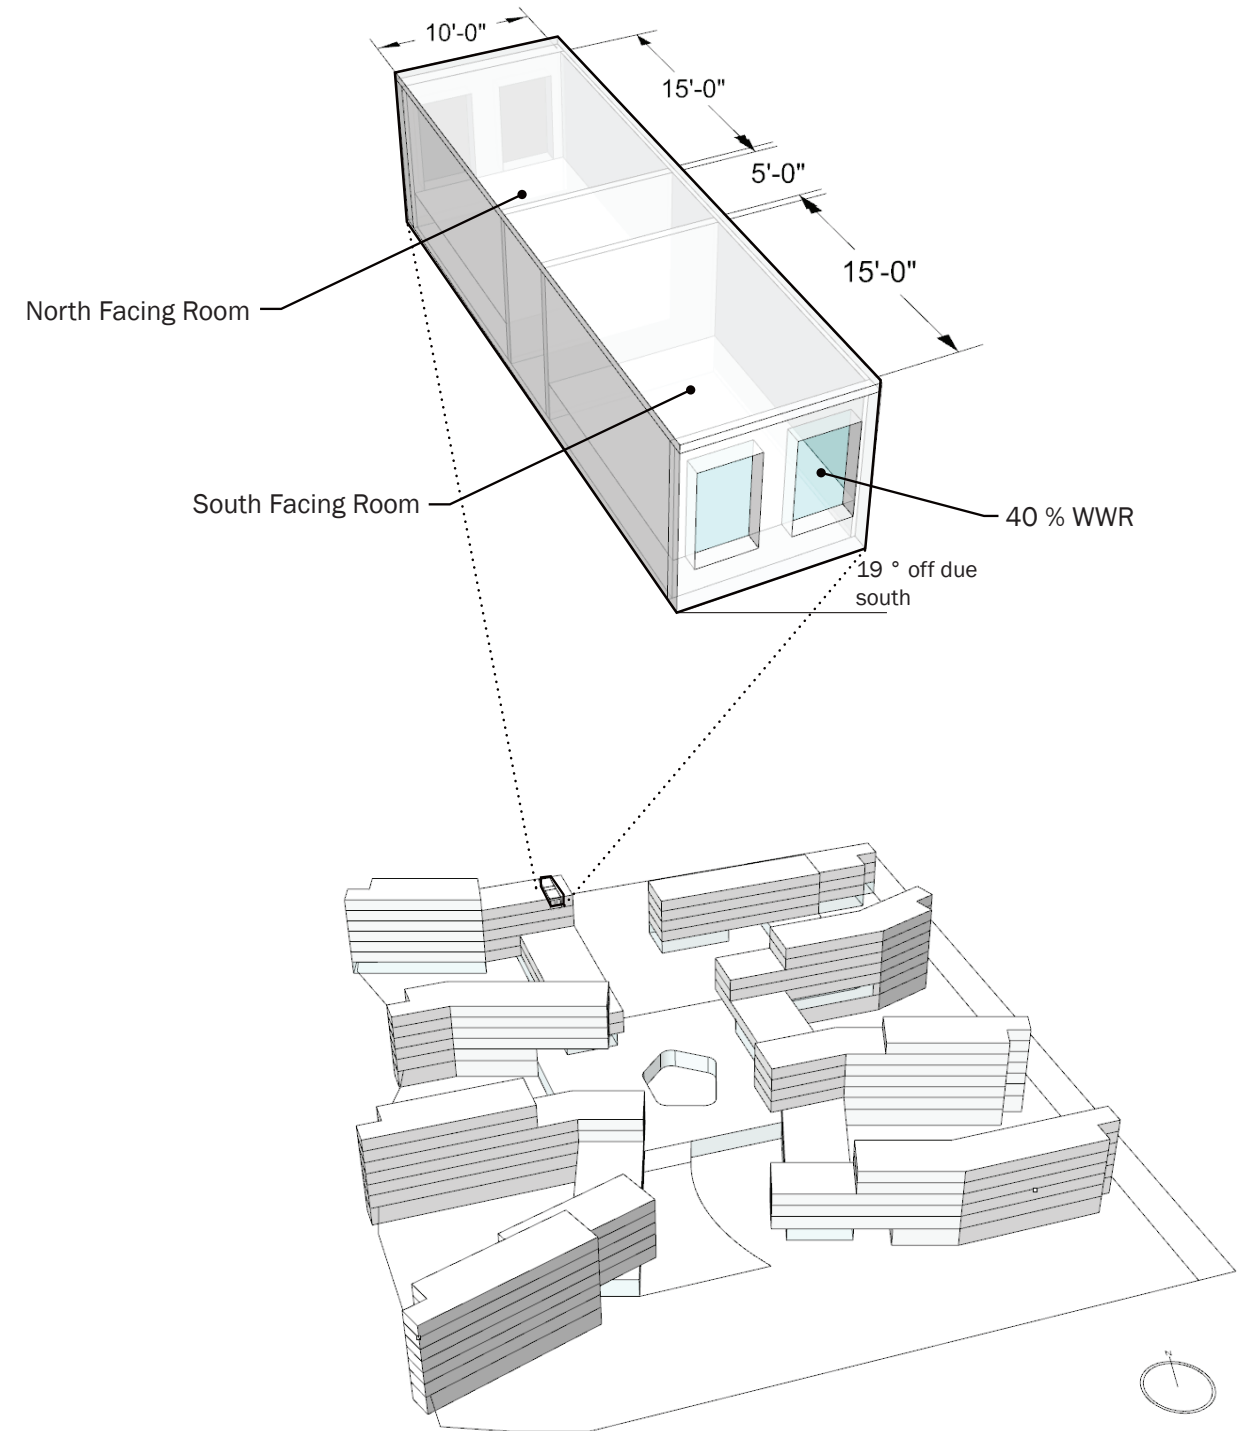 10'-0"
15'-0"
5'-0"
15'-0"
North Facing Room
South Facing Room
40 % WWR
19 ° off due
south
N